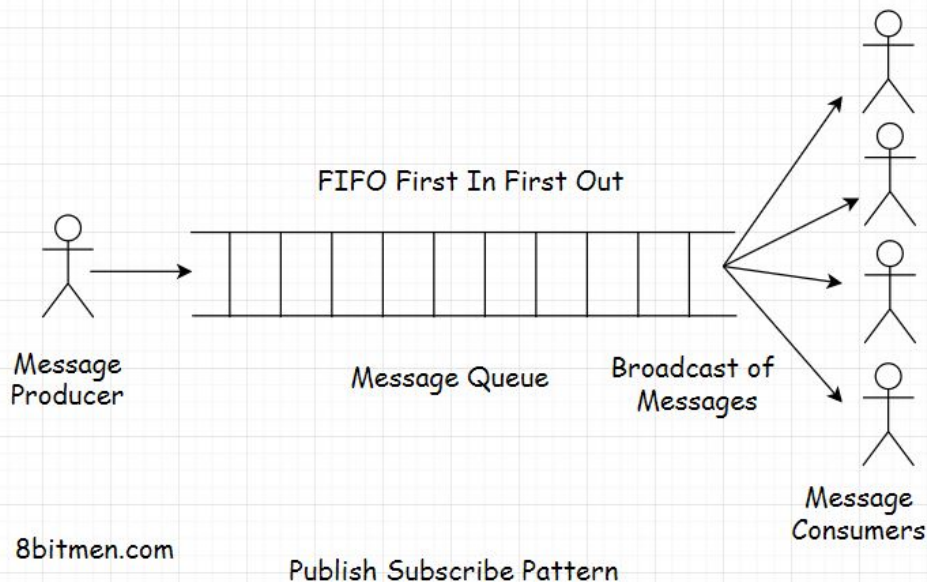 FIFO First In First Out
Message
Producer
Message Queue
Broadcast of
Messages
Message
Consumers
8bitmen.com
Publish Subscribe Pattern